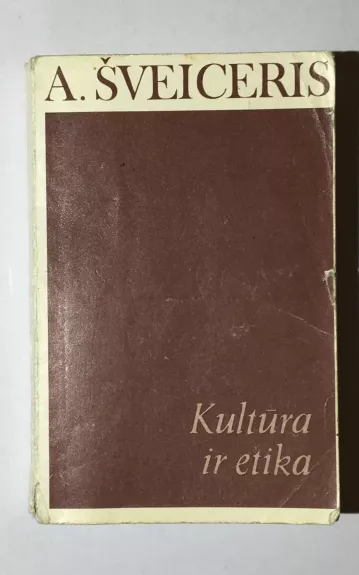 A. ŠVEICERIS
Kultūra
ir etika